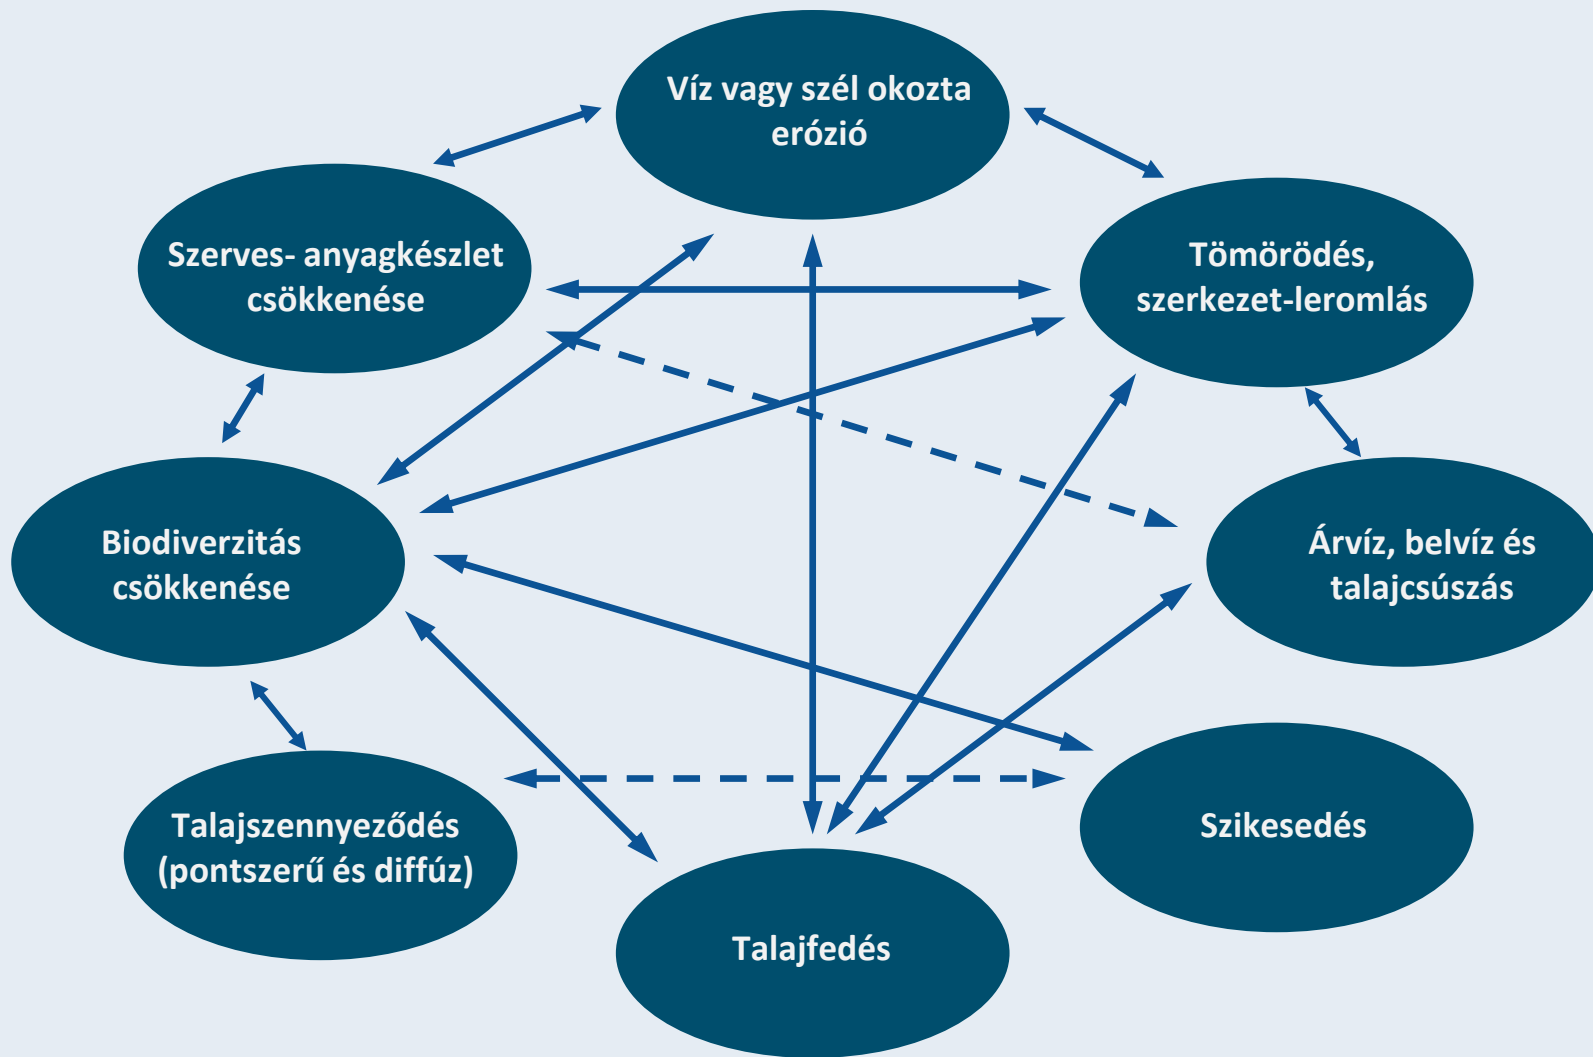 Víz vagy szél okozta
erózió
Szerves- anyagkészlet
csökkenése
Tömörödés,
szerkezet-leromlás
Biodiverzitás
csökkenése
Árvíz, belvíz és
talajcsúszás
Talajszennyeződés
(pontszerű és diffúz)
Szikesedés
Talajfedés